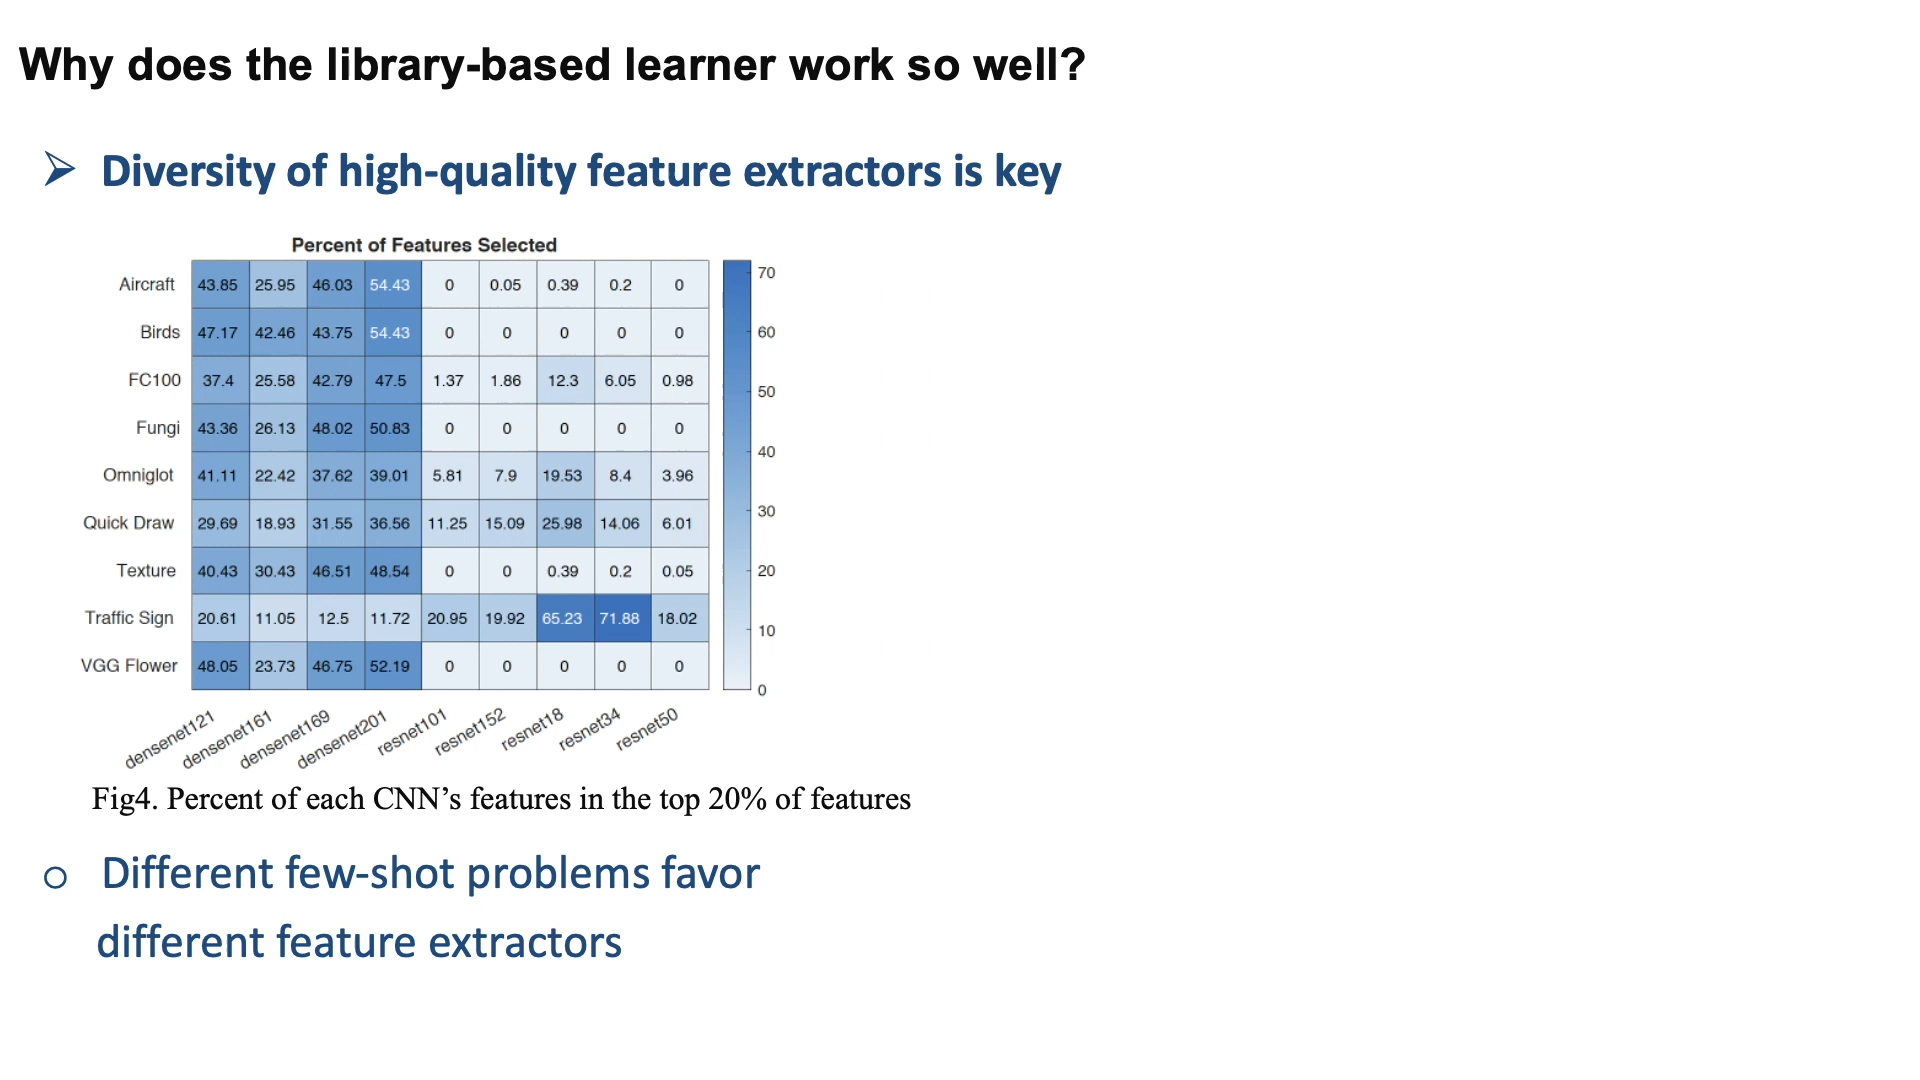 Why does the library-based learner work so well?
➢ Diversity of high-quality feature extractors is key
Percent of Features Selected
Aircraft 43.85 25.95 46.03 54.43 0 0.05 0.39 0.2 0
Birds 47.17 42.46 43.75 54.43 0 0 0 0 0
FC100 37.4 25.58 42.79 47.5 1.37 1.86 12.3 6.05 0.98
Fungi 43.36 26.13 48.02 50.83 0 0 0 0 0
Omniglot 41.11 22.42 37.62 39.01 5.81 7.9 19.53 8.4 3.96
Quick Draw 29.69 18.93 31.55 36.56 11.25 15.09 25.98 14.06 6.01
Texture 40.43 30.43 46.51 48.54 0 0 0.39 0.2 0.05
Traffic Sign 20.61 11.05 12.5 11.72 20.95 19.92 65.23 71.88 18.02
VGG Flower 48.05 23.73 46.75 52.19 0 0 0 0 0
densenet121 densenet161 densenet169 densenet201 resnet101 resnet152 resnet18 resnet34 resnet50
70
60
50
40
30
20
10
0
Fig4. Percent of each CNN’s features in the top 20% of features
o Different few-shot problems favor
different feature extractors